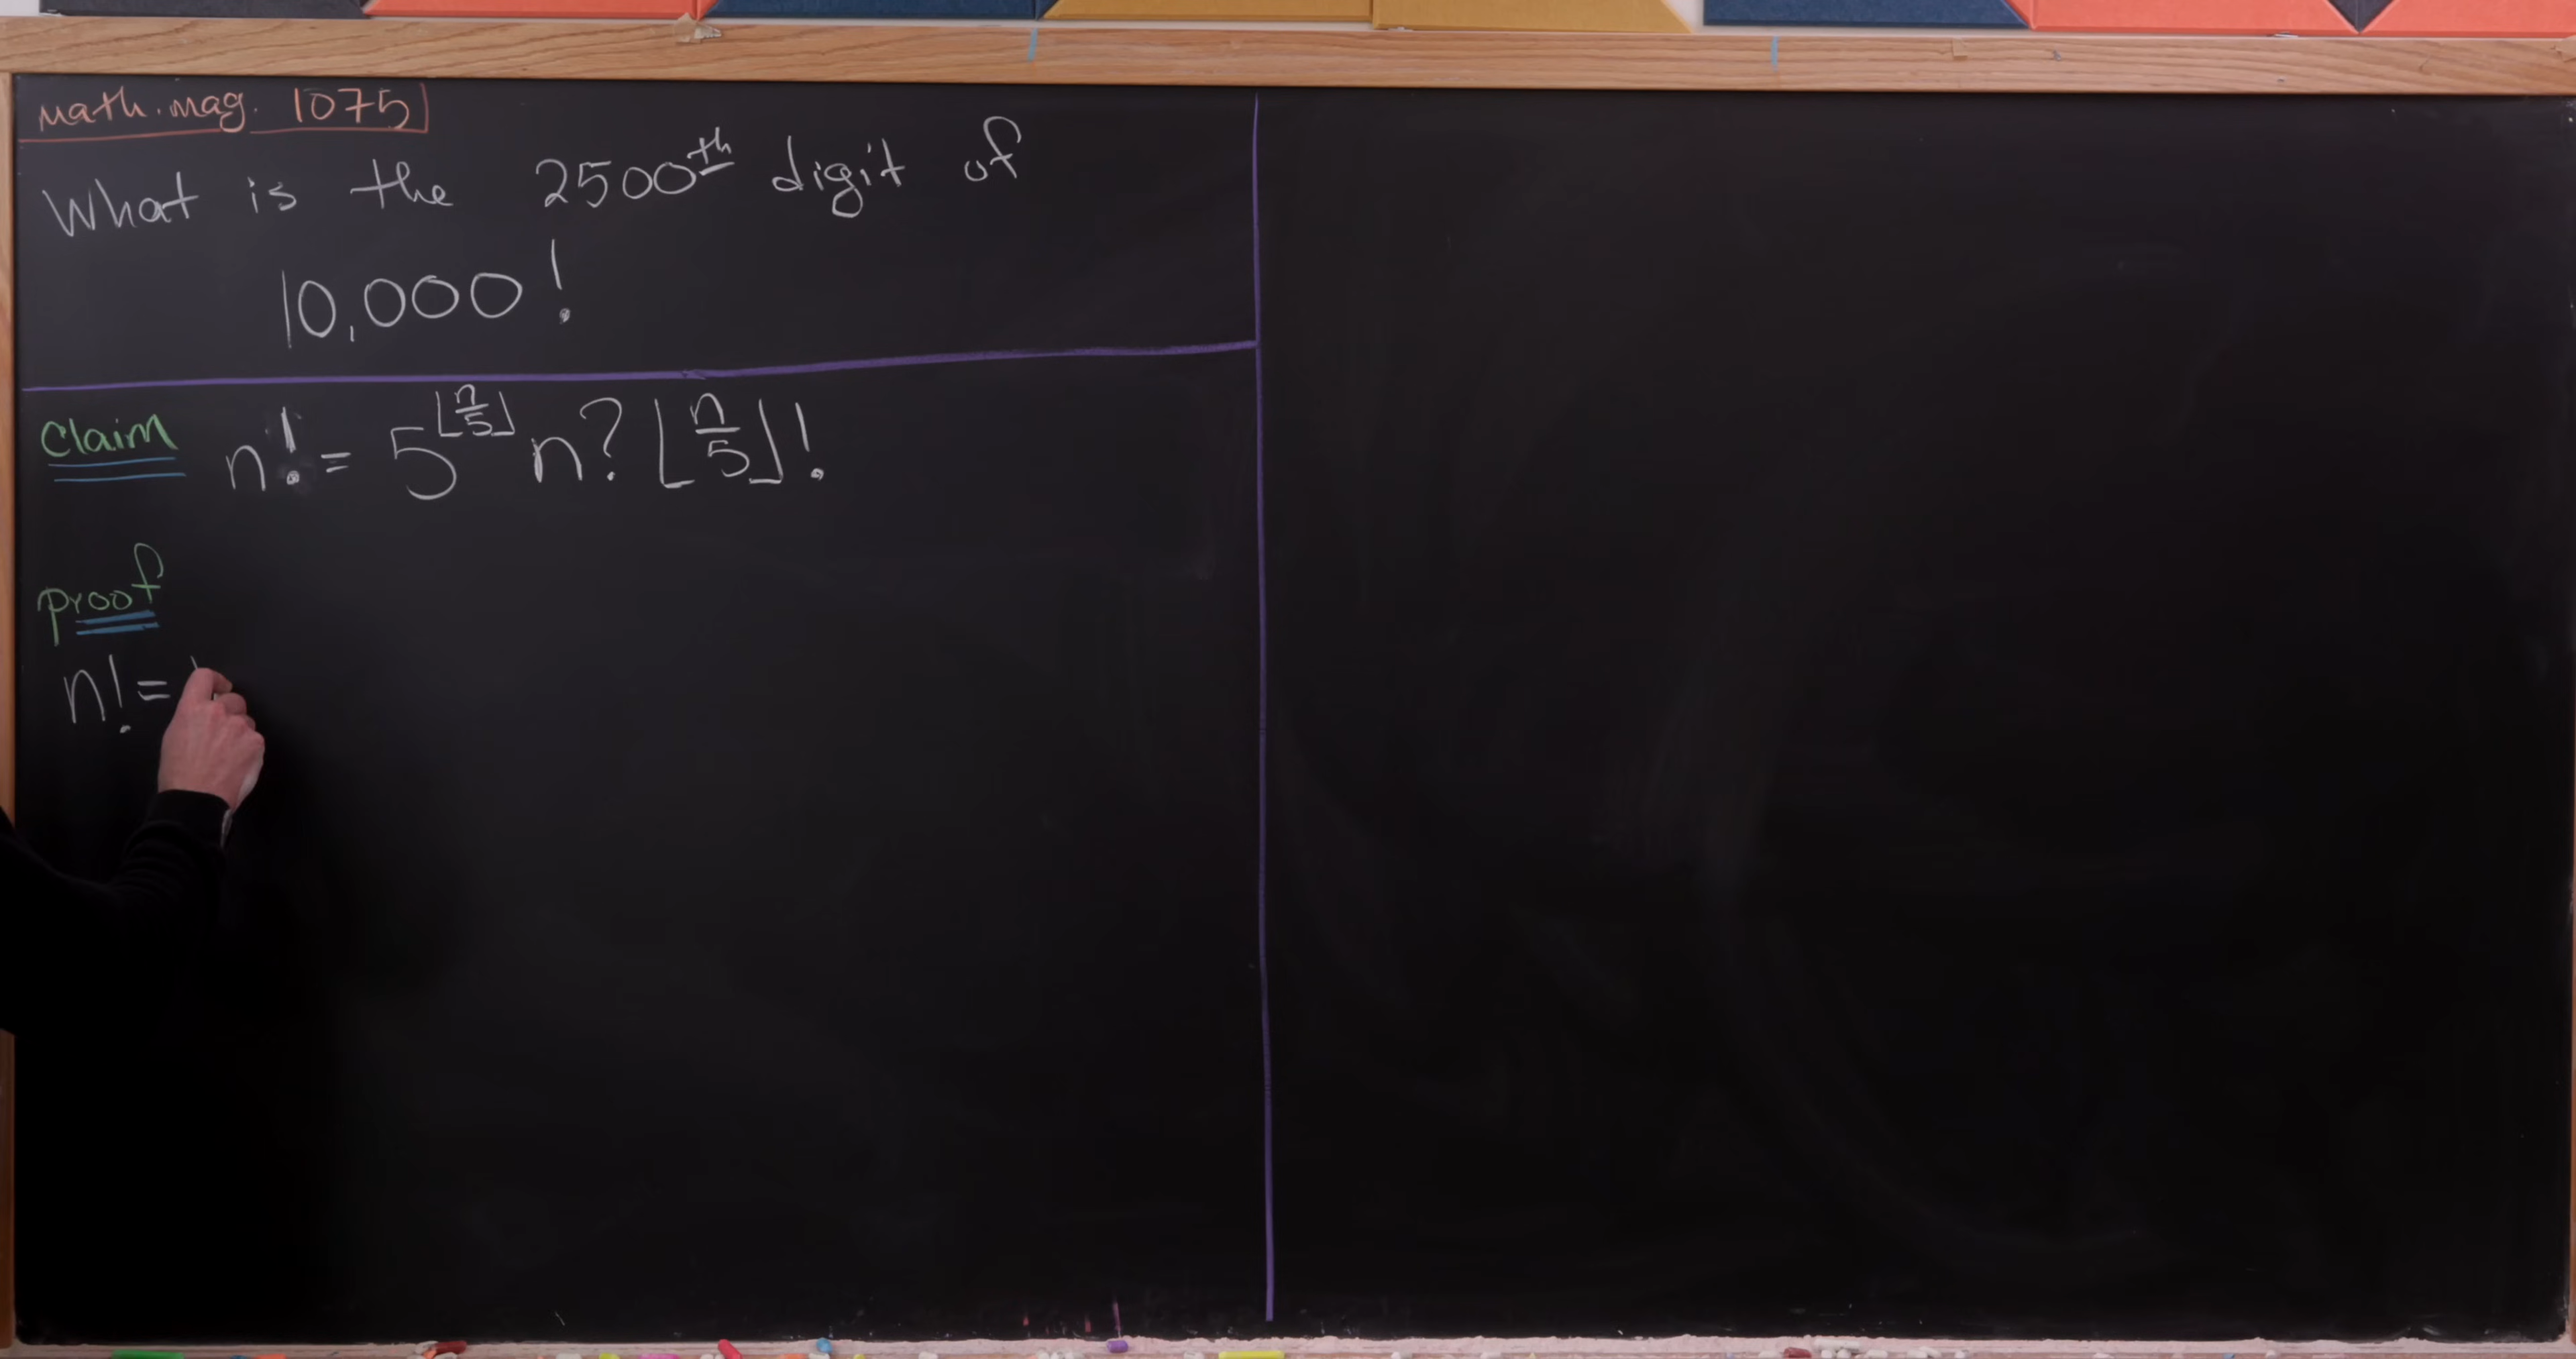 math.mag. 1075
What is the 2500th digit of
10,000!
Claim n! = 5^⌊n/5⌋ n? ⌊n/5⌋!
Proof
n! =